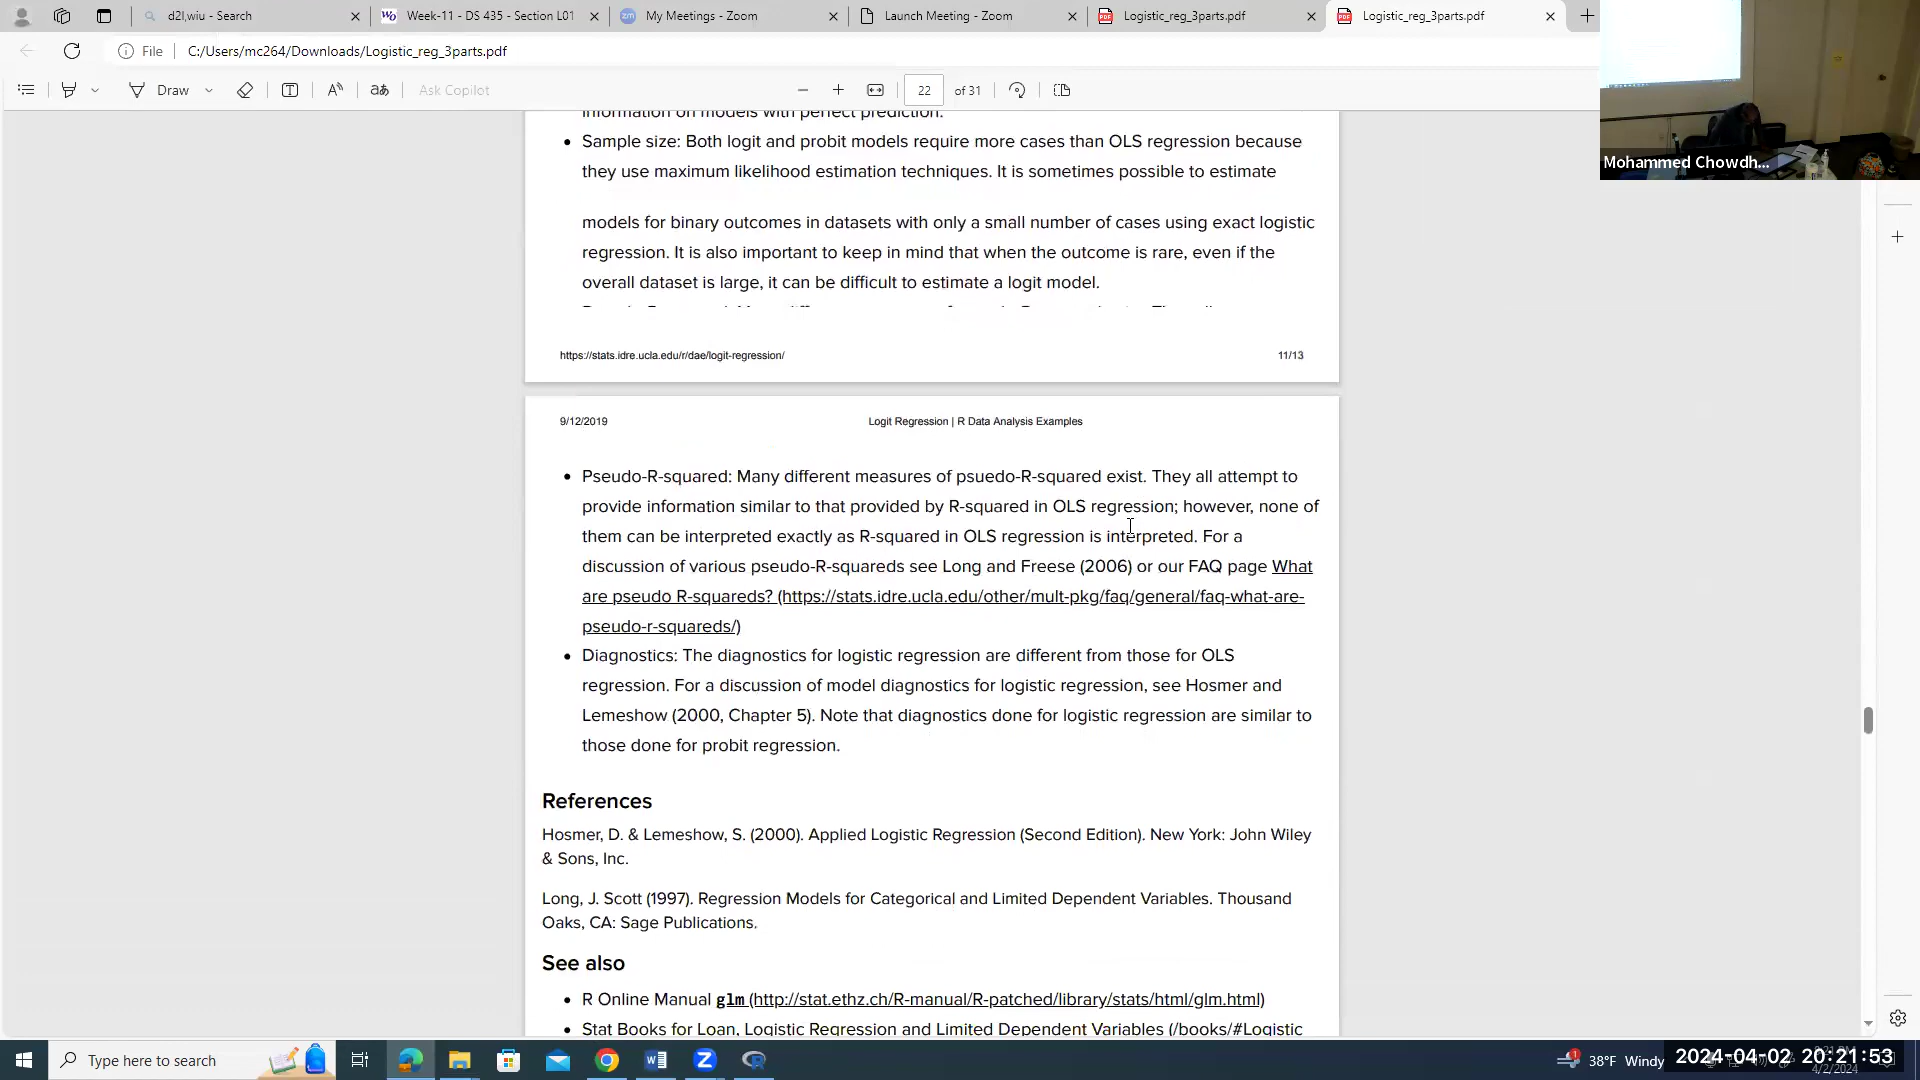 d2l,wiu - Search
Week-11 - DS 435 - Section L01
My Meetings - Zoom
Launch Meeting - Zoom
Logistic_reg_3parts.pdf
Logistic_reg_3parts.pdf
File
C:/Users/mc264/Downloads/Logistic_reg_3parts.pdf
Draw
Ask Copilot
22
of 31
Mohammed Chowdh...
information on models with perfect prediction.
• Sample size: Both logit and probit models require more cases than OLS regression because
they use maximum likelihood estimation techniques. It is sometimes possible to estimate
models for binary outcomes in datasets with only a small number of cases using exact logistic
regression. It is also important to keep in mind that when the outcome is rare, even if the
overall dataset is large, it can be difficult to estimate a logit model.
https://stats.idre.ucla.edu/r/dae/logit-regression/
11/13
9/12/2019
Logit Regression | R Data Analysis Examples
• Pseudo-R-squared: Many different measures of psuedo-R-squared exist. They all attempt to
provide information similar to that provided by R-squared in OLS regression; however, none of
them can be interpreted exactly as R-squared in OLS regression is interpreted. For a
discussion of various pseudo-R-squareds see Long and Freese (2006) or our FAQ page What
are pseudo R-squareds? (https://stats.idre.ucla.edu/other/mult-pkg/faq/general/faq-what-are-
pseudo-r-squareds/)
• Diagnostics: The diagnostics for logistic regression are different from those for OLS
regression. For a discussion of model diagnostics for logistic regression, see Hosmer and
Lemeshow (2000, Chapter 5). Note that diagnostics done for logistic regression are similar to
those done for probit regression.
References
Hosmer, D. & Lemeshow, S. (2000). Applied Logistic Regression (Second Edition). New York: John Wiley
& Sons, Inc.
Long, J. Scott (1997). Regression Models for Categorical and Limited Dependent Variables. Thousand
Oaks, CA: Sage Publications.
See also
• R Online Manual glm (http://stat.ethz.ch/R-manual/R-patched/library/stats/html/glm.html)
• Stat Books for Loan, Logistic Regression and Limited Dependent Variables (/books/#Logistic
Type here to search
38°F Windy
2024-04-02 20:21:53
4/2/2024